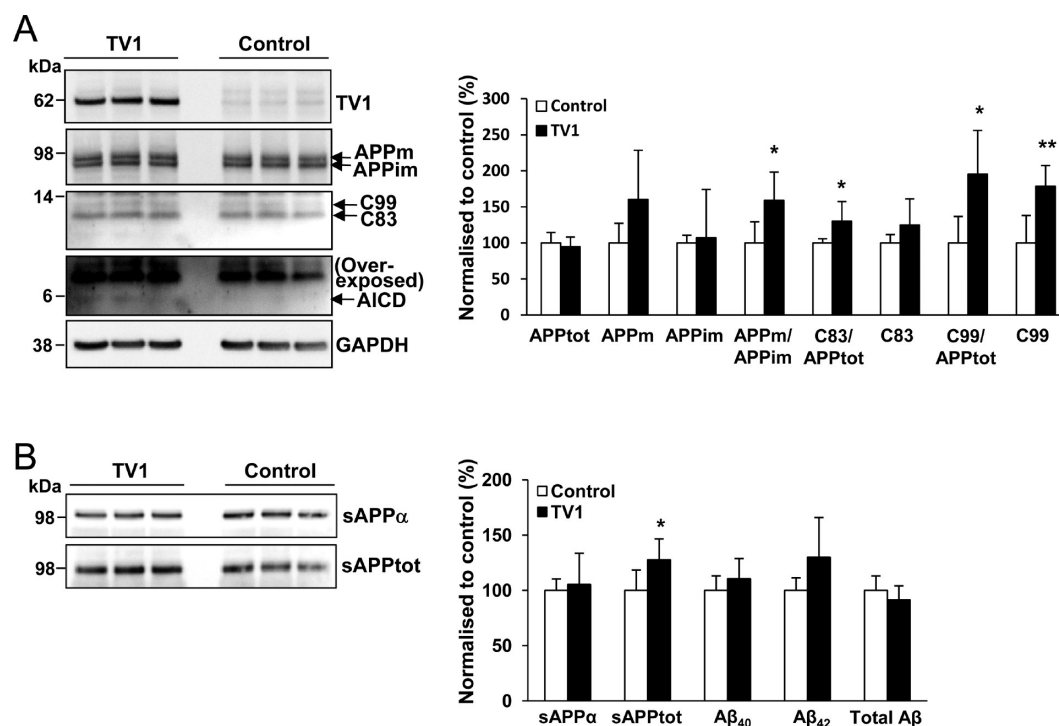 A
TV1 Control
kDa
62 TV1
98 APPm
APPim
14
C99
C83
(Over-
exposed)
6 AICD
38 GAPDH
Normalised to control (%)
300
250
200
150
100
50
0
Control
TV1
* * * **
APPtot APPm APPim APPm/ C83/ C83 C99/ C99
APPim APPtot APPtot
B
TV1 Control
kDa
98 sAPPα
98 sAPPtot
Normalised to control (%)
200
150
100
50
0
Control
TV1
*
sAPPα sAPPtot Aβ40 Aβ42 Total Aβ